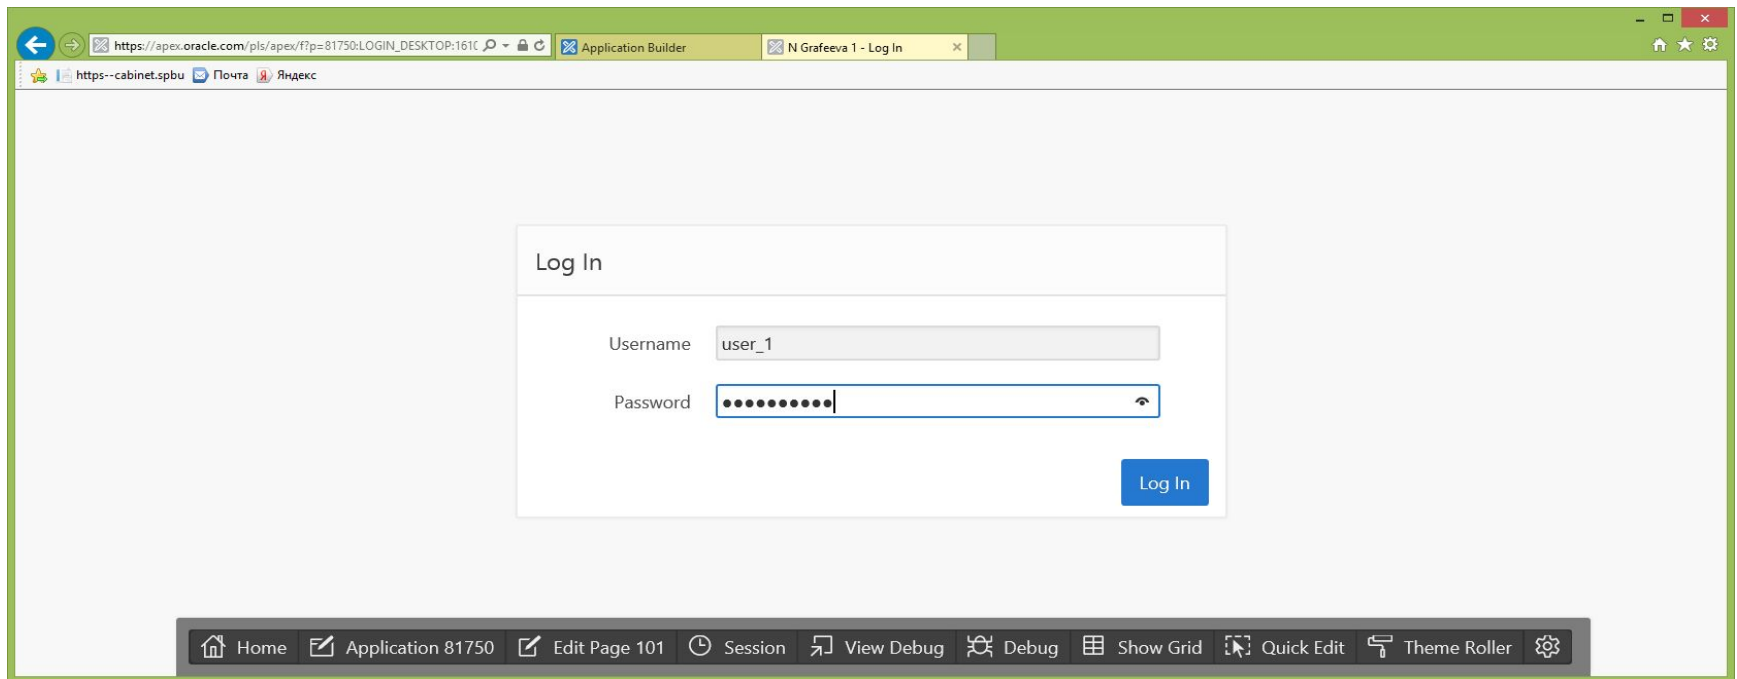 https://apex.oracle.com/pls/apex/f?p=81750:LOGIN_DESKTOP:161
Application Builder
N Grafeeva 1 - Log In
https--cabinet.spbu Почта Яндекс
Log In
Username user_1
Password ●●●●●●●●●●
Log In
Home Application 81750 Edit Page 101 Session View Debug Debug Show Grid Quick Edit Theme Roller